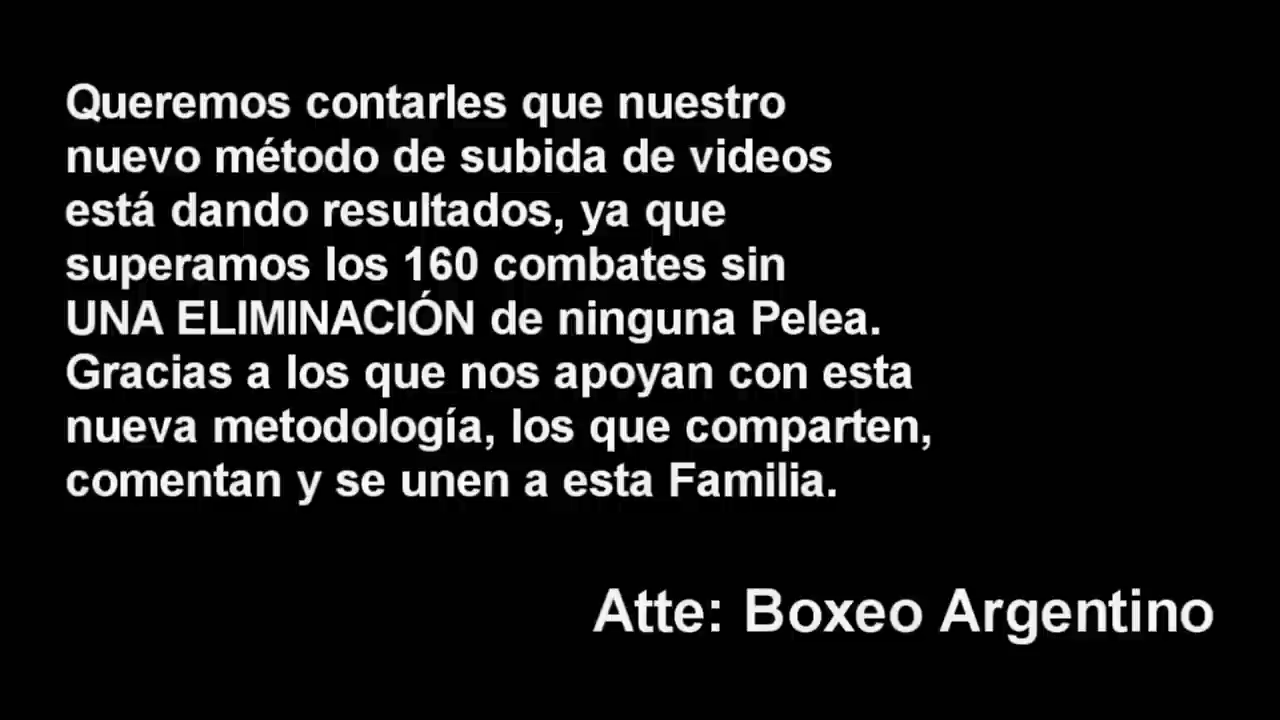 Queremos contarles que nuestro
nuevo método de subida de videos
está dando resultados, ya que
superamos los 160 combates sin
UNA ELIMINACIÓN de ninguna Pelea.
Gracias a los que nos apoyan con esta
nueva metodología, los que comparten,
comentan y se unen a esta Familia.
Atte: Boxeo Argentino